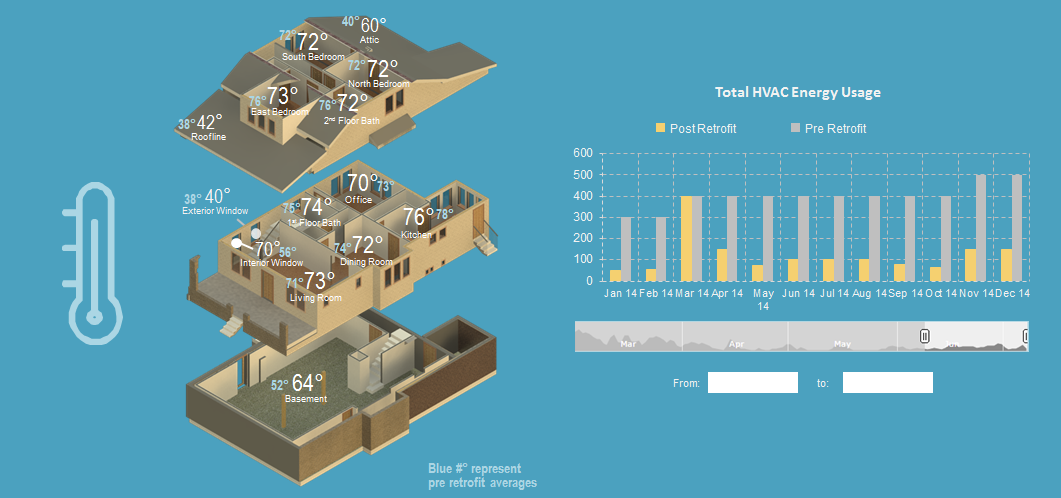 40° 60°
Attic
72° 72°
South Bedroom
72° 72°
North Bedroom
76° 73°
East Bedroom
76° 72°
2nd Floor Bath
38° 42°
Roofline
70° 73°
Office
38° 40°
Exterior Window
75° 74°
1st Floor Bath
76° 78°
Kitchen
70° 56°
Interior Window
74° 72°
Dining Room
71° 73°
Living Room
52° 64°
Basement
Blue #° represent
pre retrofit averages
Total HVAC Energy Usage
Post Retrofit Pre Retrofit
600
500
400
300
200
100
0
Jan 14 Feb 14 Mar 14 Apr 14 May 14 Jun 14 Jul 14 Aug 14 Sep 14 Oct 14 Nov 14 Dec 14
Mar Apr May
From: to: